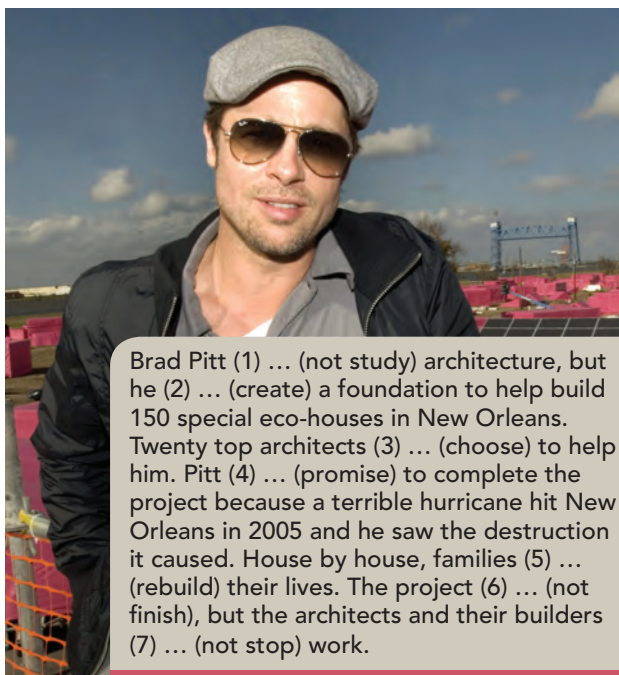 Brad Pitt (1) … (not study) architecture, but
he (2) … (create) a foundation to help build
150 special eco-houses in New Orleans.
Twenty top architects (3) … (choose) to help
him. Pitt (4) … (promise) to complete the
project because a terrible hurricane hit New
Orleans in 2005 and he saw the destruction
it caused. House by house, families (5) …
(rebuild) their lives. The project (6) … (not
finish), but the architects and their builders
(7) … (not stop) work.